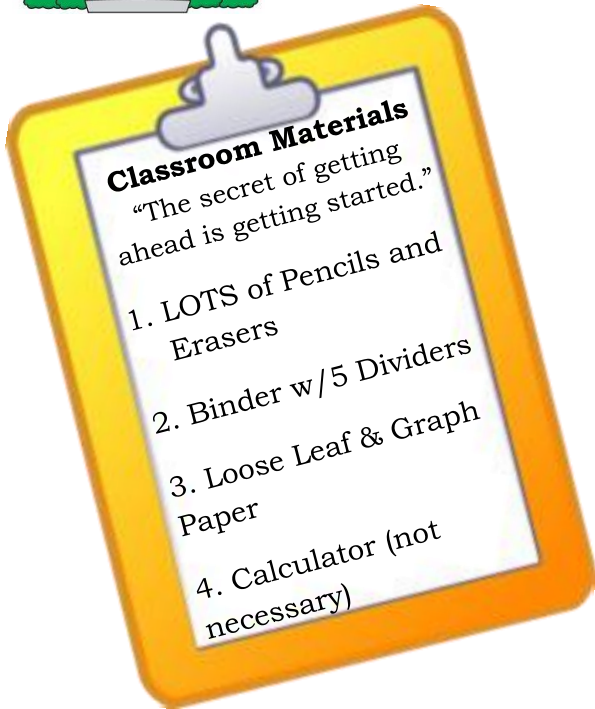 Classroom Materials
“The secret of getting
ahead is getting started.”
1. LOTS of Pencils and
Erasers
2. Binder w/5 Dividers
3. Loose Leaf & Graph
Paper
4. Calculator (not
necessary)